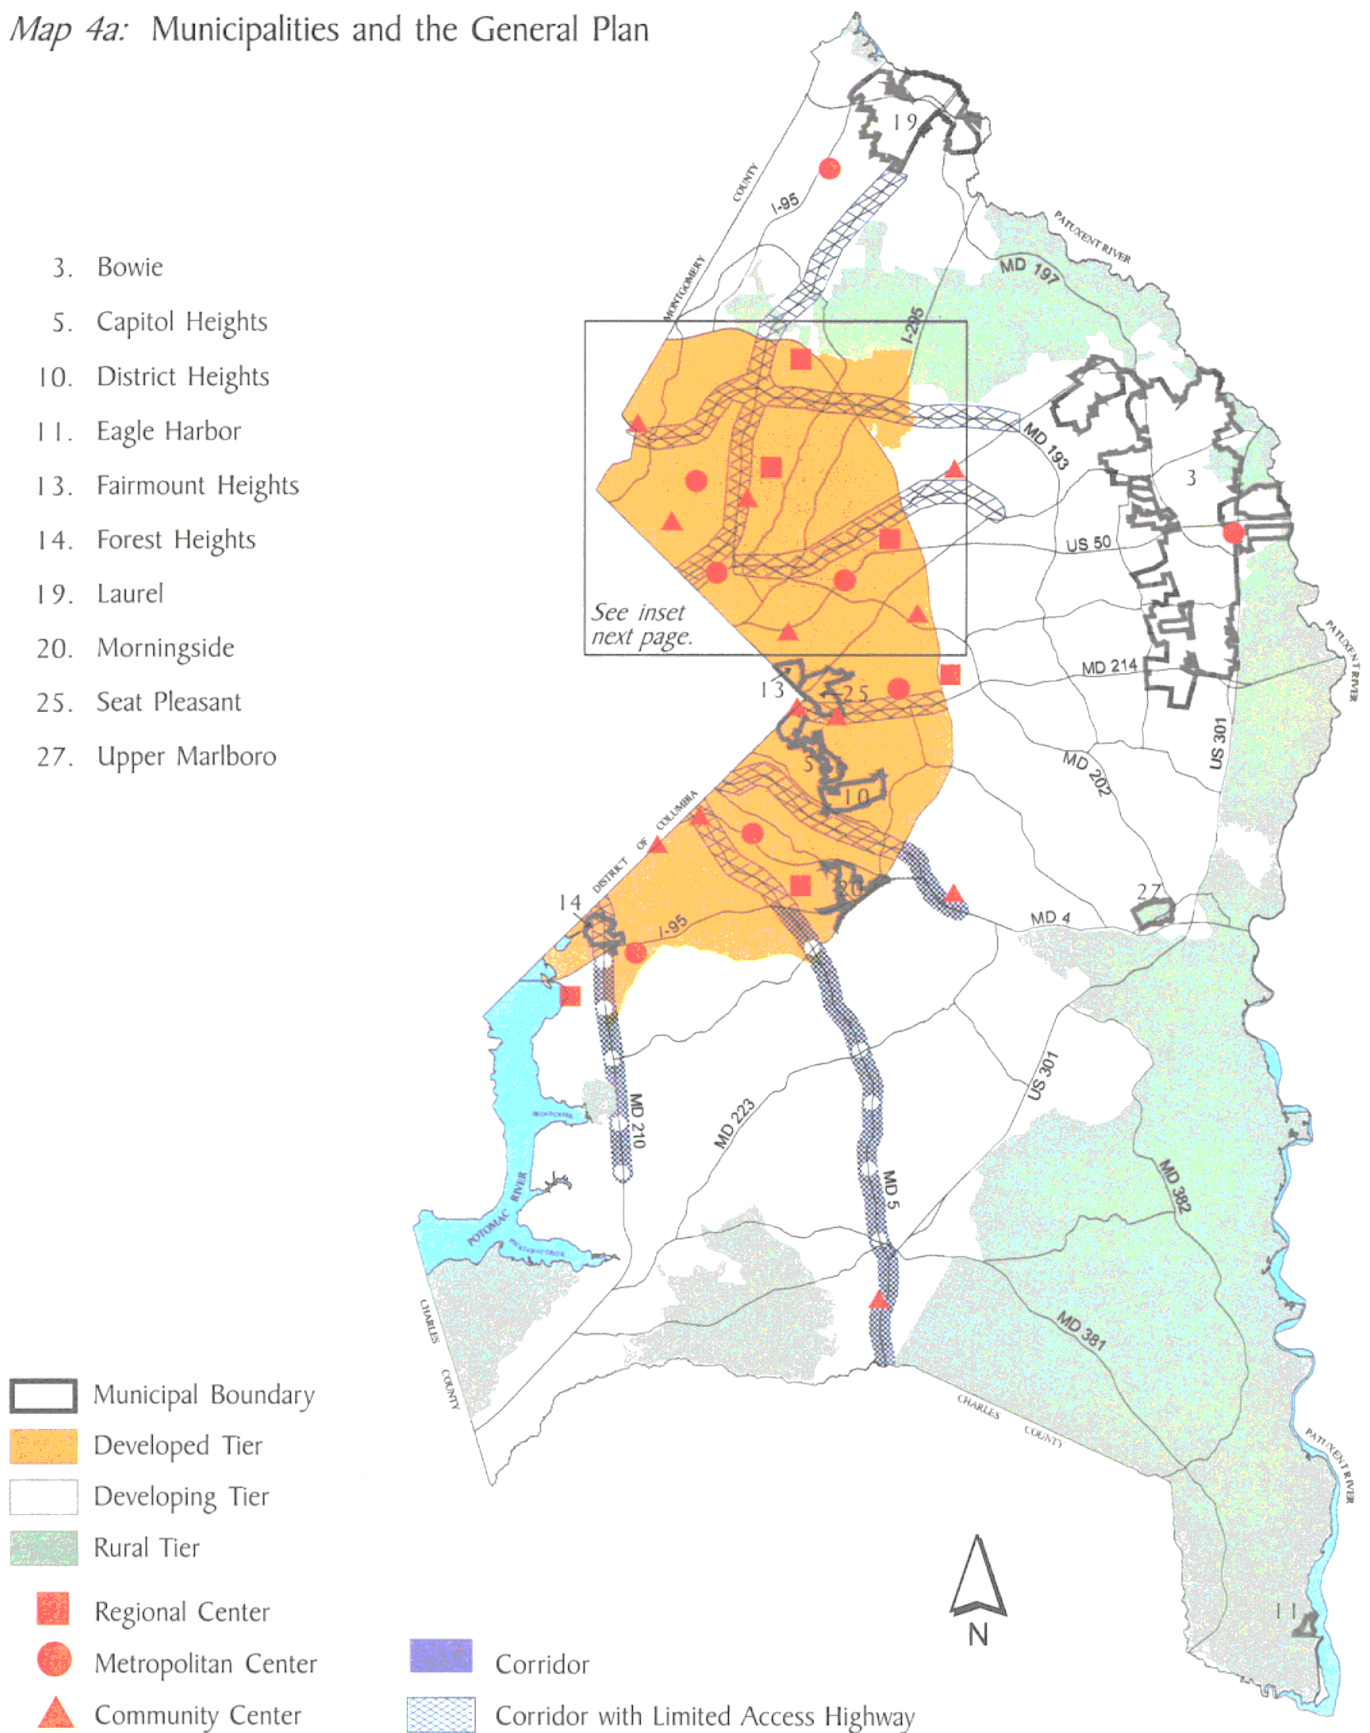 Map 4a: Municipalities and the General Plan
19
COUNTY
I-95
PATUXENT RIVER
MONTGOMERY
MD 197
I-295
3. Bowie
5. Capitol Heights
10. District Heights
11. Eagle Harbor
13. Fairmount Heights
14. Forest Heights
19. Laurel
20. Morningside
25. Seat Pleasant
27. Upper Marlboro
MD 193
3
US 50
See inset
next page.
PATUXENT RIVER
MD 214
13
25
US 301
MD 202
5
10
DISTRICT OF COLUMBIA
20
27
14
I-95
MD 4
US 301
MD 210
MD 223
MD 382
MD 5
POTOMAC RIVER
CHARLES COUNTY
MD 381
CHARLES COUNTY
PATUXENT RIVER
11
N
Municipal Boundary
Developed Tier
Developing Tier
Rural Tier
Regional Center
Metropolitan Center
Community Center
Corridor
Corridor with Limited Access Highway